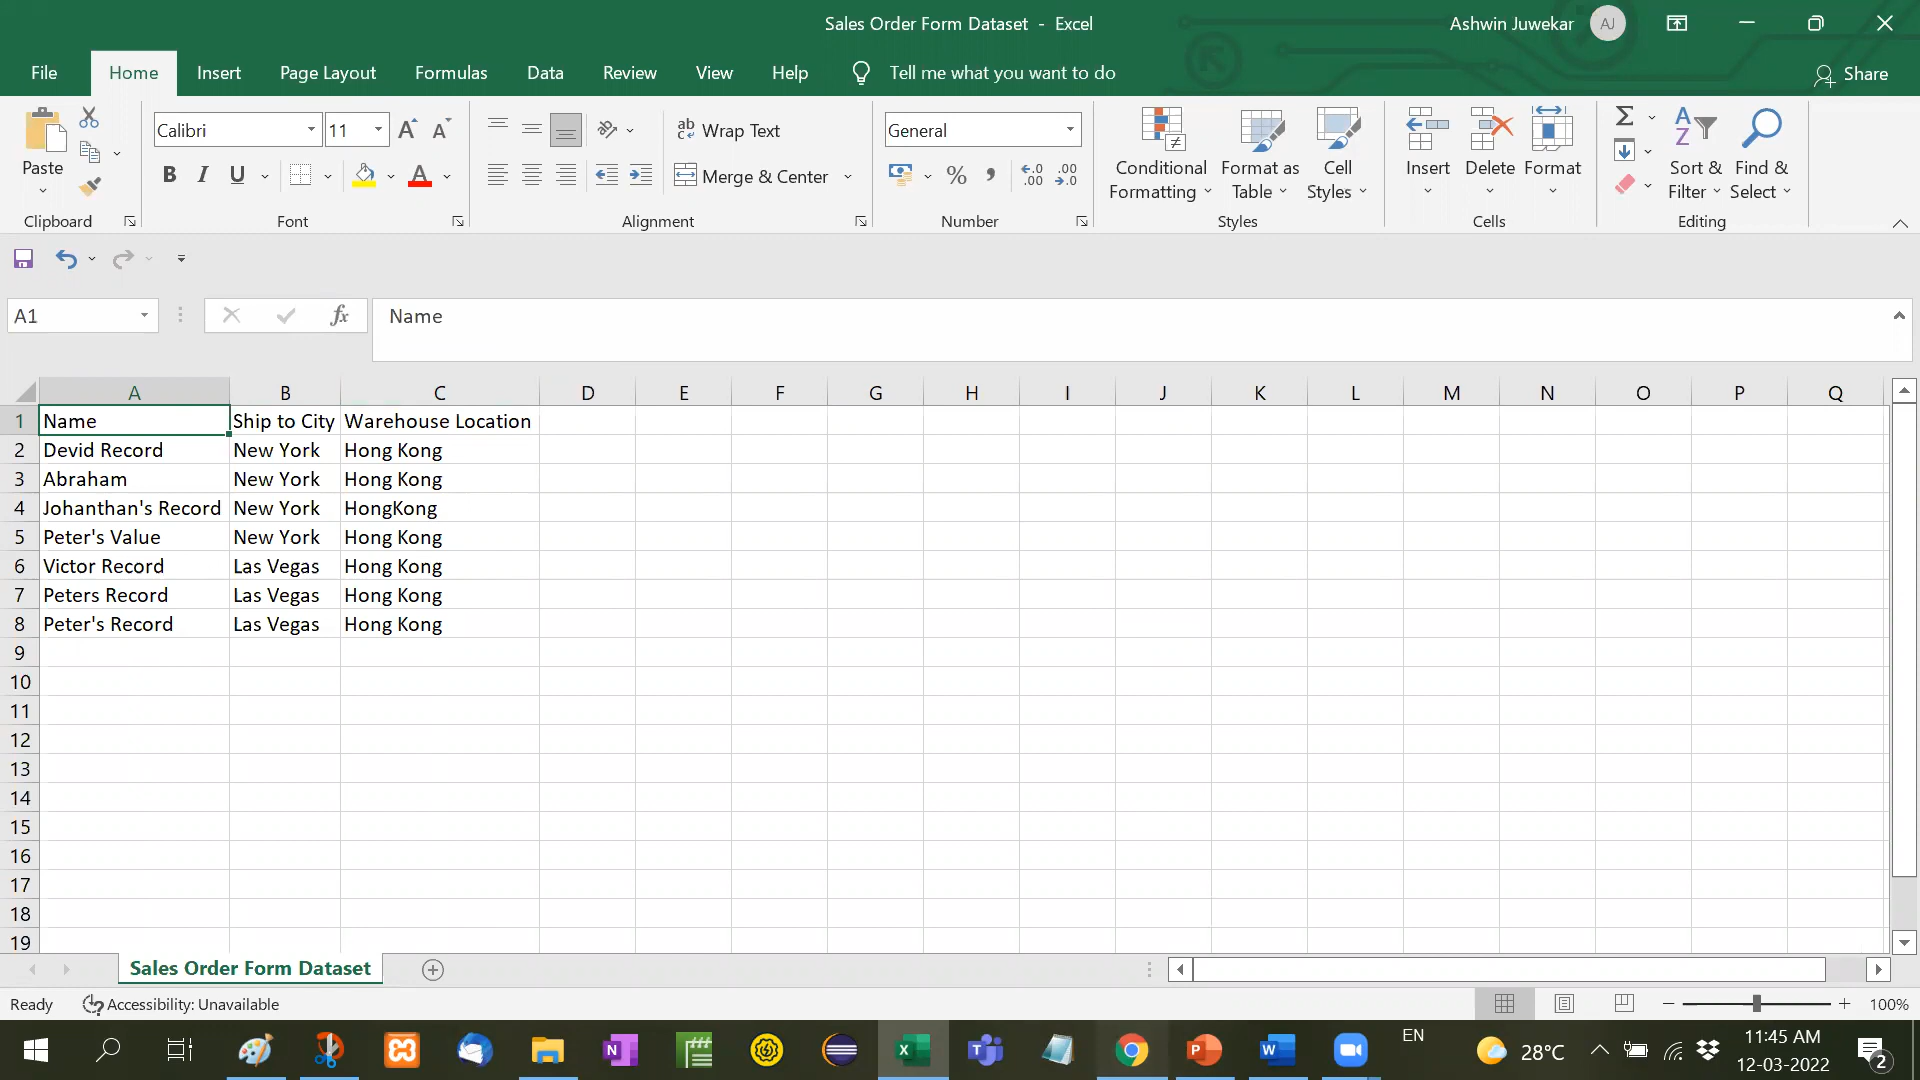 Sales Order Form Dataset - Excel
Ashwin Juwekar AJ
File Home Insert Page Layout Formulas Data Review View Help Tell me what you want to do Share
Paste
Clipboard
Calibri 11
B I U A
Font
Wrap Text
Merge & Center
Alignment
General
% , .00 .00
Number
Conditional Formatting
Format as Table
Cell Styles
Styles
Insert Delete Format
Cells
Sort & Filter
Find & Select
Editing
A1 fx Name
A B C D E F G H I J K L M N O P Q
1 Name Ship to City Warehouse Location
2 Devid Record New York Hong Kong
3 Abraham New York Hong Kong
4 Johanthan's Record New York HongKong
5 Peter's Value New York Hong Kong
6 Victor Record Las Vegas Hong Kong
7 Peters Record Las Vegas Hong Kong
8 Peter's Record Las Vegas Hong Kong
9
10
11
12
13
14
15
16
17
18
19
Sales Order Form Dataset
Ready Accessibility: Unavailable 100%
EN 28°C 11:45 AM
12-03-2022 2